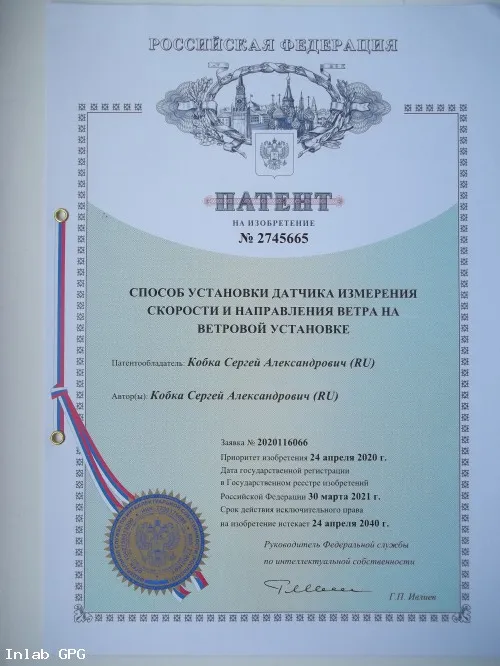 РОССИЙСКАЯ ФЕДЕРАЦИЯ
ПАТЕНТ
НА ИЗОБРЕТЕНИЕ
№ 2745665
СПОСОБ УСТАНОВКИ ДАТЧИКА ИЗМЕРЕНИЯ
СКОРОСТИ И НАПРАВЛЕНИЯ ВЕТРА НА
ВЕТРОВОЙ УСТАНОВКЕ
Патентообладатель: Кобка Сергей Александрович (RU)
Автор(ы): Кобка Сергей Александрович (RU)
Заявка № 2020116066
Приоритет изобретения 24 апреля 2020 г.
Дата государственной регистрации
в Государственном реестре изобретений
Российской Федерации 30 марта 2021 г.
Срок действия исключительного права
на изобретение истекает 24 апреля 2040 г.
Руководитель Федеральной службы
по интеллектуальной собственности
Г.П. Ивлиев
Inlab GPG